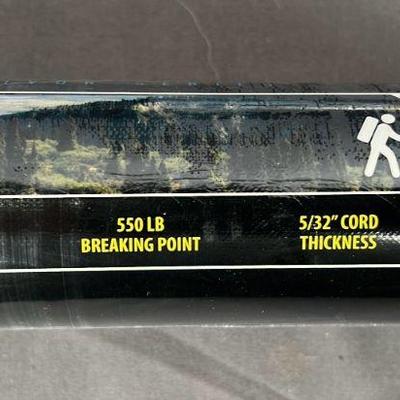 550 LB
BREAKING POINT
5/32" CORD
THICKNESS